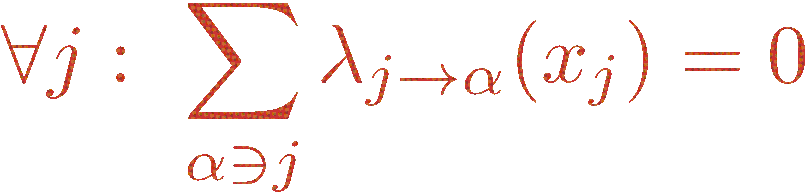 ∀j : ∑_{α∋j} λ_{j→α}(x_j) = 0